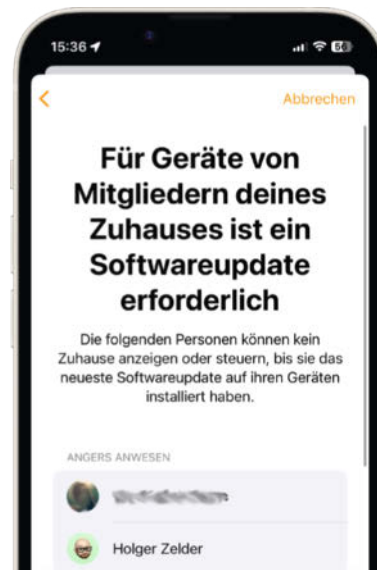 15:36
56
Abbrechen
Für Geräte von
Mitgliedern deines
Zuhauses ist ein
Softwareupdate
erforderlich
Die folgenden Personen können kein
Zuhause anzeigen oder steuern, bis sie das
neueste Softwareupdate auf ihren Geräten
installiert haben.
ANGERS ANWESEN
Holger Zelder